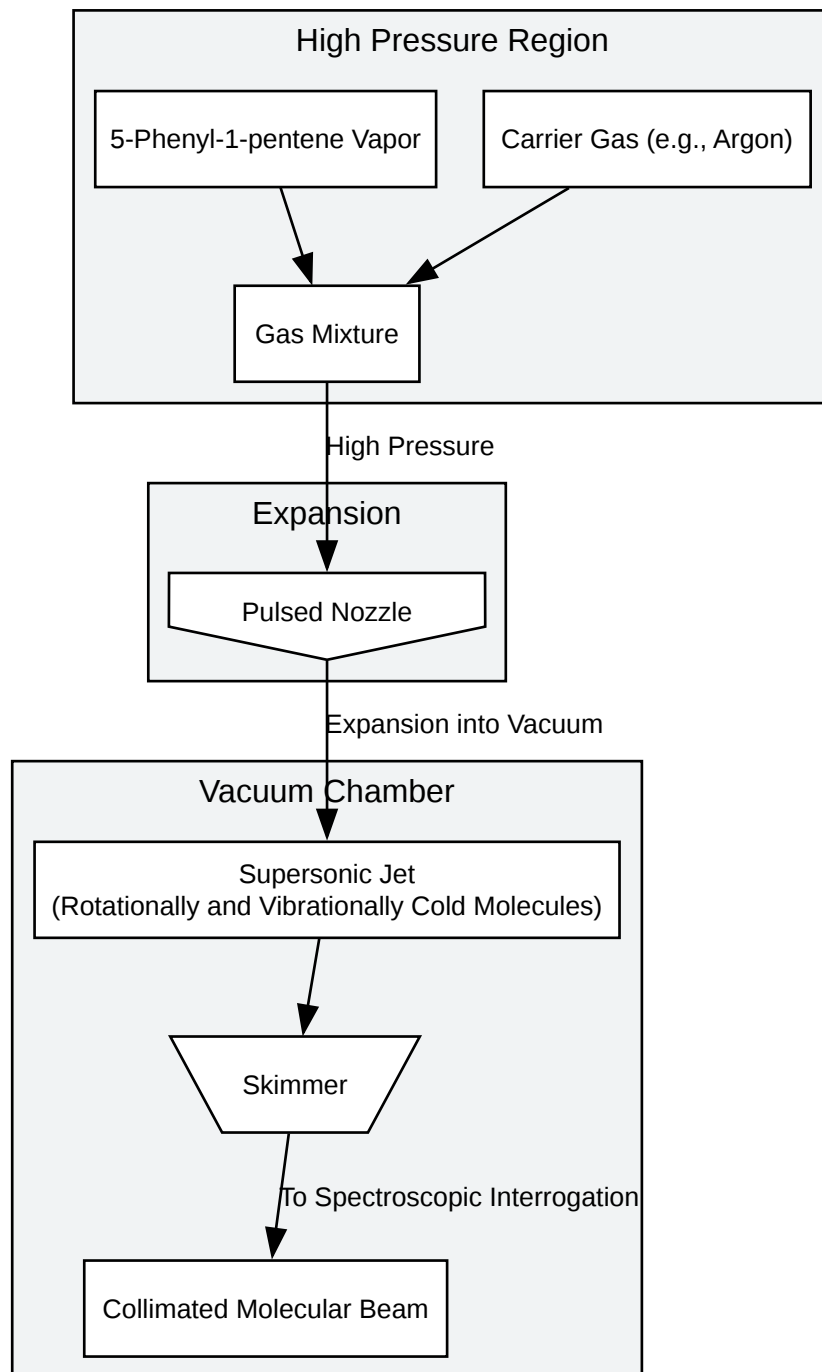 High Pressure Region
5-Phenyl-1-pentene Vapor
Carrier Gas (e.g., Argon)
Gas Mixture
High Pressure
Expansion
Pulsed Nozzle
Expansion into Vacuum
Vacuum Chamber
Supersonic Jet
(Rotationally and Vibrationally Cold Molecules)
Skimmer
To Spectroscopic Interrogation
Collimated Molecular Beam